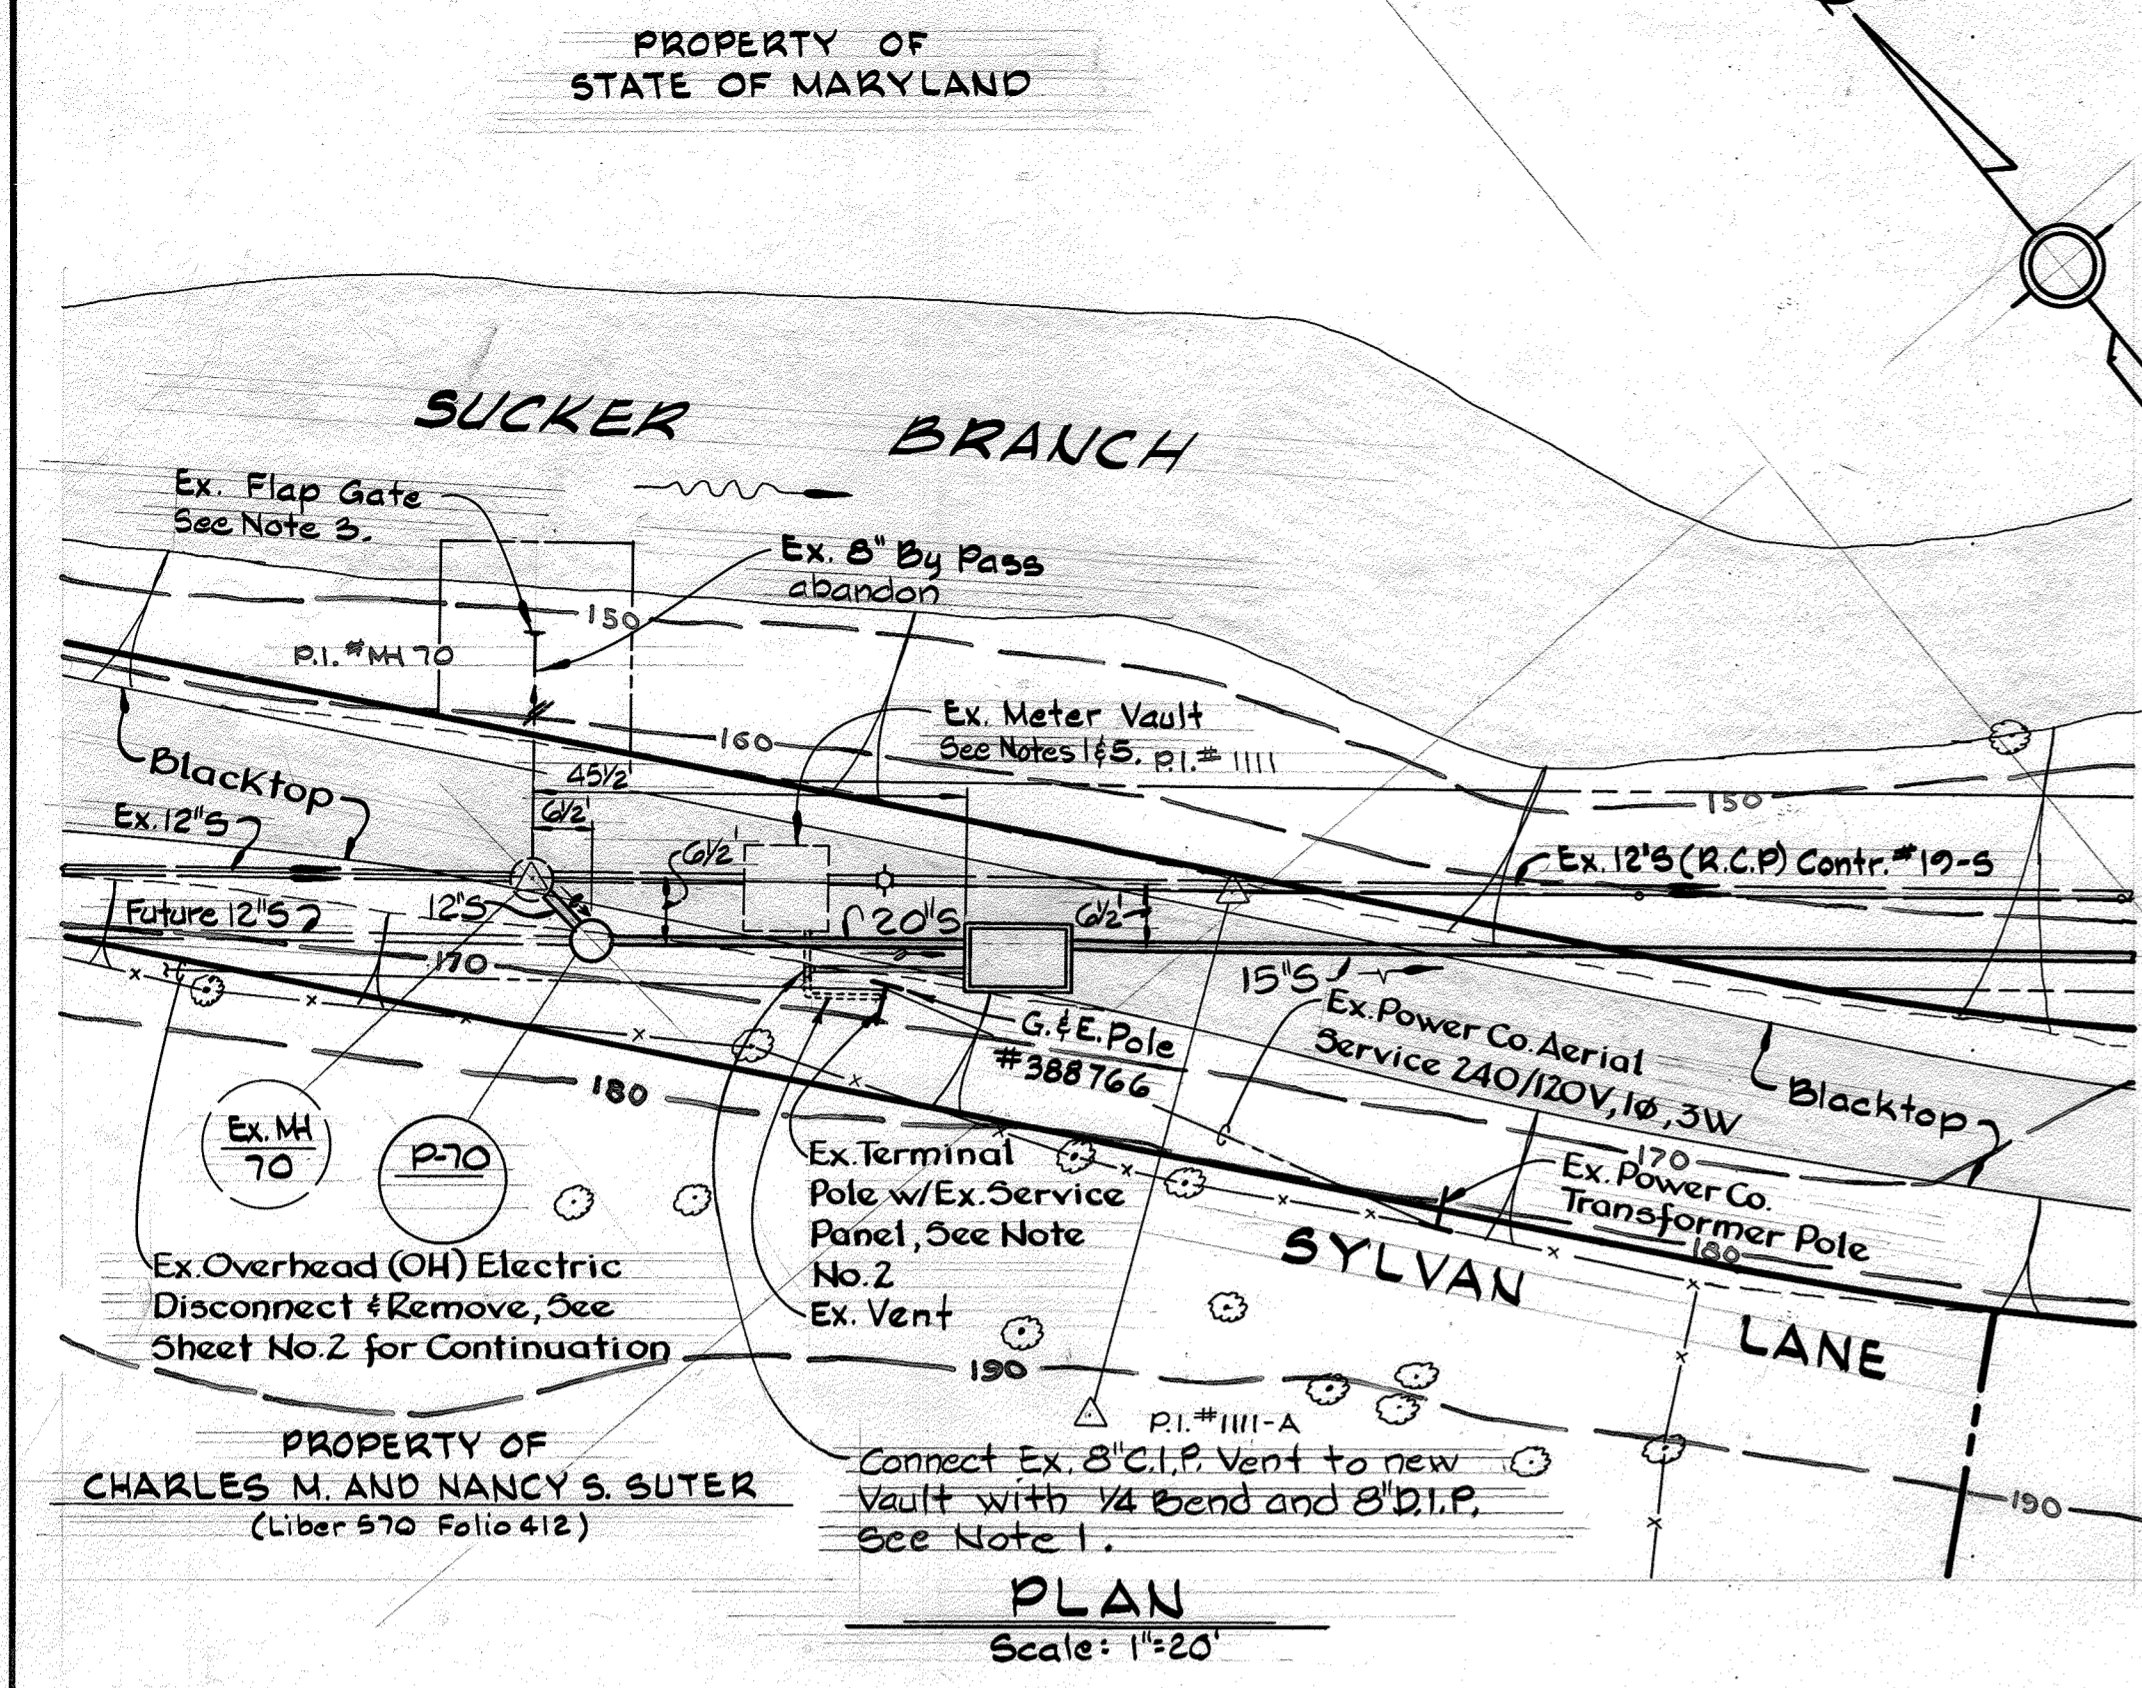 PROPERTY OF
STATE OF MARYLAND
SUCKER BRANCH
Ex. Flap Gate
See Note 3.
Ex. 8" By Pass
abandon
150
P.I. #MH 70
Ex. Meter Vault
See Notes 1&5. P.I.# 1111
160
45½'
6½'
150
Blacktop
Ex. 12"S
6½'
Ex. 12"S (R.C.P) Contr. #19-S
Future 12"S
12"S
20"S
6½'
170
15"S
G.&E. Pole
#388766
Ex. Power Co. Aerial
Service 240/120V, 1ø, 3W
Blacktop
180
Ex. MH
70
P-70
Ex. Terminal
Pole w/Ex. Service
Panel, See Note
No. 2
Ex. Vent
170
Ex. Power Co.
Transformer Pole
180
SYLVAN LANE
Ex. Overhead (OH) Electric
Disconnect & Remove, See
Sheet No. 2 for Continuation
190
P.I. #1111-A
PROPERTY OF
CHARLES M. AND NANCY S. SUTER
(Liber 570 Folio 412)
Connect Ex. 8" C.I.P. Vent to new
Vault with 1/4 Bend and 8" D.I.P.
See Note 1.
190
PLAN
Scale: 1"=20'